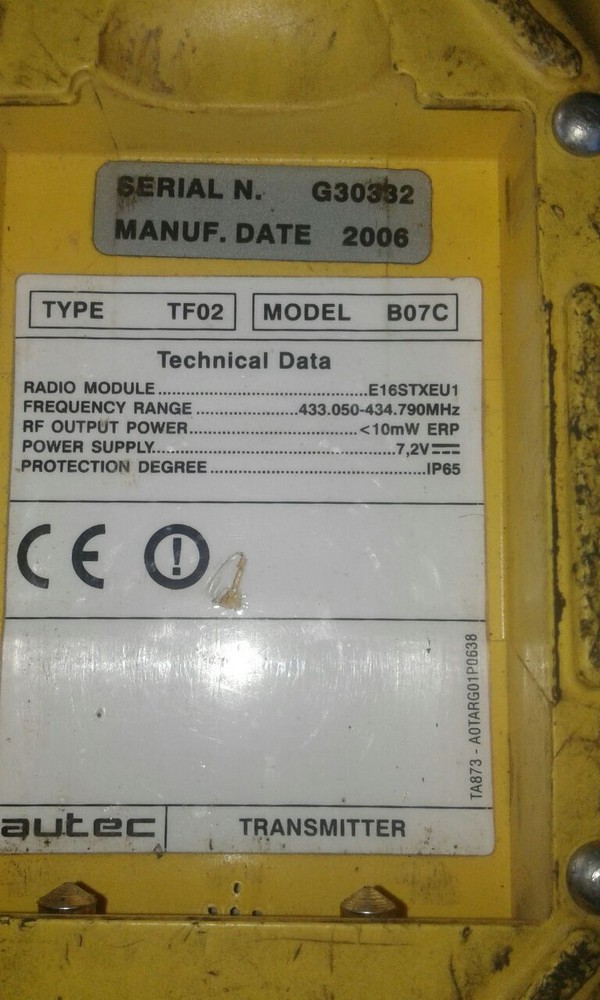 SERIAL N. G30332
MANUF. DATE 2006
TYPE TF02 MODEL B07C
Technical Data
RADIO MODULE..............................E16STXEU1
FREQUENCY RANGE ...............433.050-434.790MHz
RF OUTPUT POWER.........................<10mW ERP
POWER SUPPLY....................................7,2V⎓
PROTECTION DEGREE................................IP65
CE
TA873 - A0TARG01P0638
autec TRANSMITTER